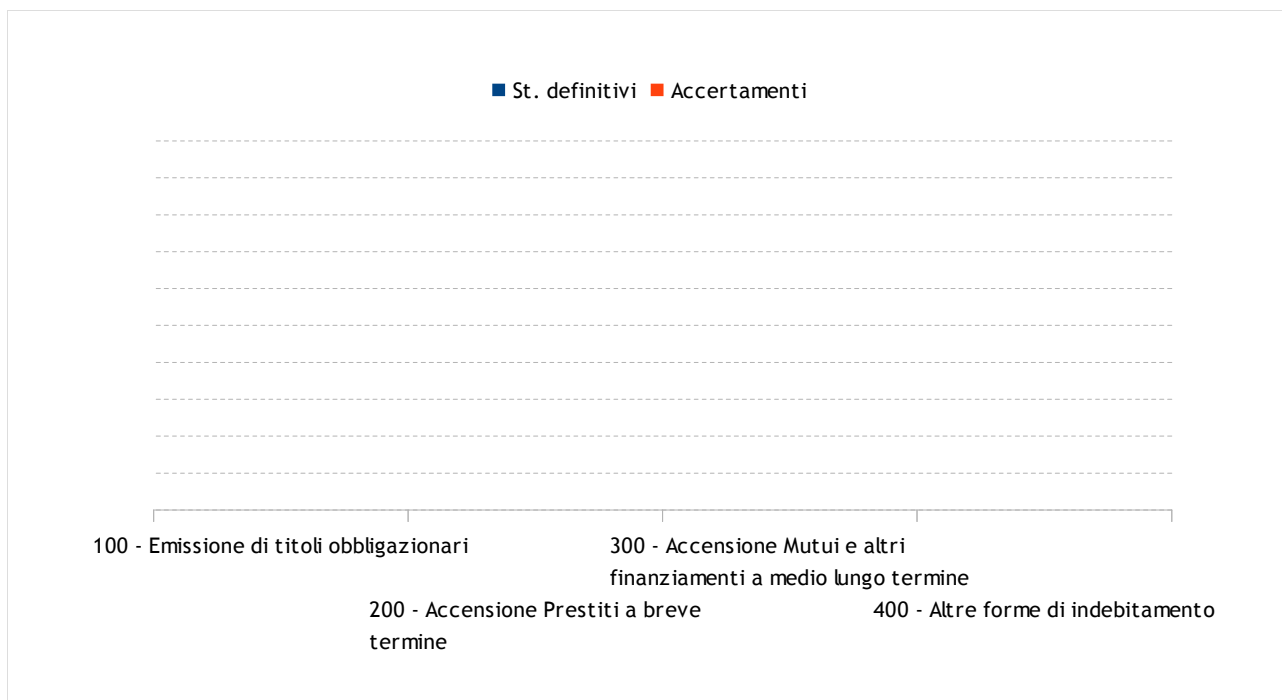 St. definitivi Accertamenti
100 - Emissione di titoli obbligazionari
200 - Accensione Prestiti a breve
termine
300 - Accensione Mutui e altri
finanziamenti a medio lungo termine
400 - Altre forme di indebitamento